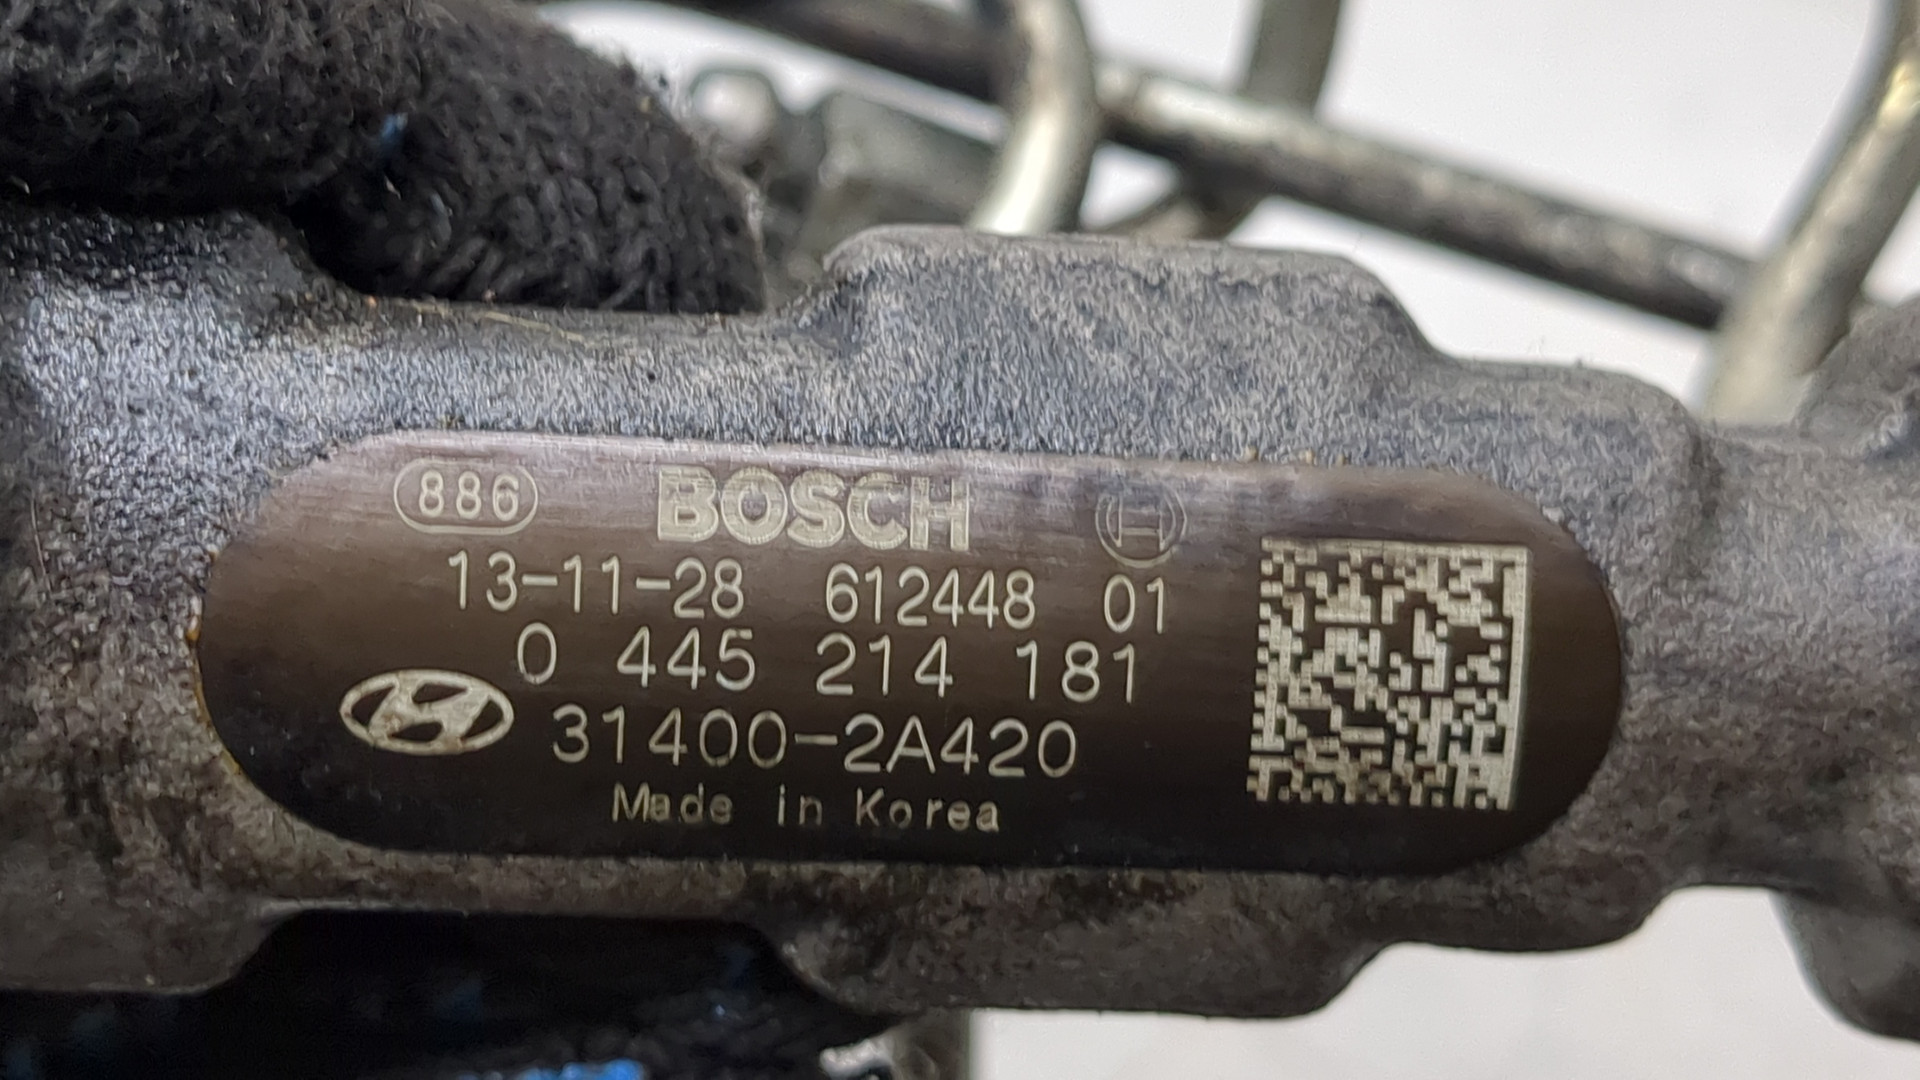 886 BOSCH
13-11-28 612448 01
0 445 214 181
31400-2A420
Made in Korea